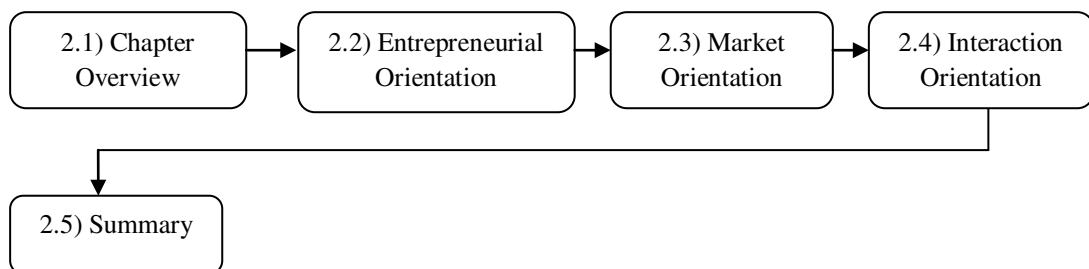 2.1) Chapter
Overview
2.2) Entrepreneurial
Orientation
2.3) Market
Orientation
2.4) Interaction
Orientation
2.5) Summary